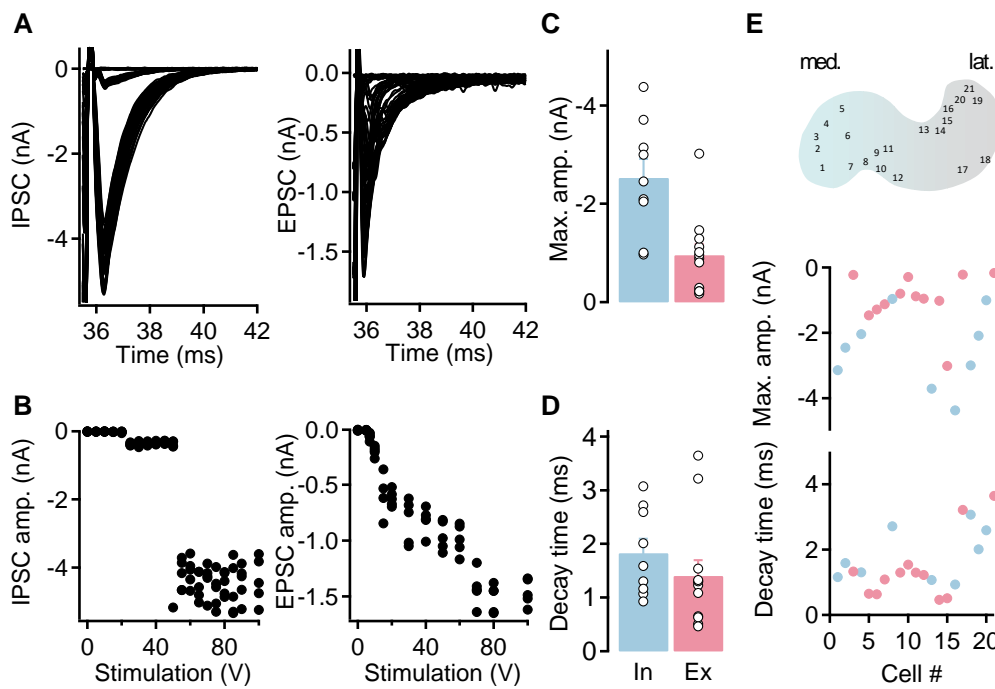 A
IPSC (nA)
0
-2
-4
36 38 40 42
Time (ms)
EPSC (nA)
0.0
-0.5
-1.0
-1.5
36 38 40 42
Time (ms)
B
IPSC amp. (nA)
0
-2
-4
0 40 80
Stimulation (V)
EPSC amp. (nA)
0.0
-0.5
-1.0
-1.5
0 40 80
Stimulation (V)
C
Max. amp. (nA)
-4
-2
0
D
Decay time (ms)
4
3
2
1
0
In Ex
E
med. lat.
21
20 19
5 16
4 15
3 6 13 14
2 9 11
1 7 8 10 17 18
12
Max. amp. (nA)
0
-2
-4
Decay time (ms)
4
2
0
0 5 10 15 20
Cell #